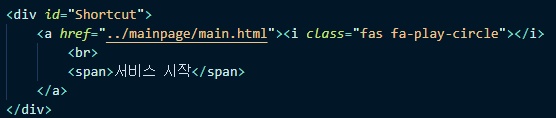 <div id="Shortcut">
<a href="../mainpage/main.html"><i class="fas fa-play-circle"></i>
<br>
<span>서비스 시작</span>
</a>
</div>